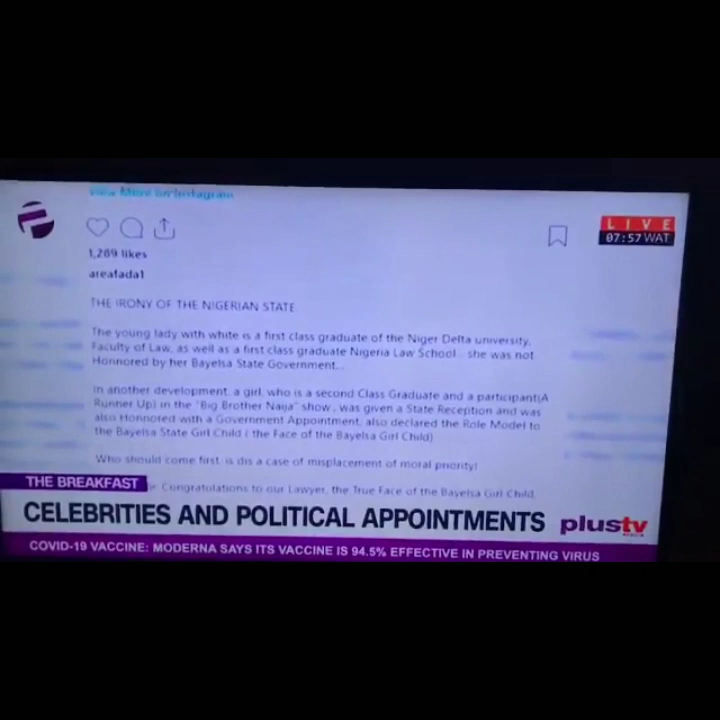 View More on Instagram
LIVE
07:57 WAT
1,289 likes
areafada1
THE IRONY OF THE NIGERIAN STATE
The young lady with white is a first class graduate of the Niger Delta university,
Faculty of Law, as well as a first class graduate Nigeria Law School... she was not
Honnored by her Bayelsa State Government...
In another development, a girl, who is a second Class Graduate and a participant(A
Runner Up) in the "Big Brother Naija" show, was given a State Reception and was
also Honnored with a Government Appointment, also declared the Role Model to
the Bayelsa State Girl Child ( the Face of the Bayelsa Girl Child)
Who should come first, is dis a case of misplacement of moral priority!
Congratulations to our Lawyer, the True Face of the Bayelsa Girl Child.
THE BREAKFAST
CELEBRITIES AND POLITICAL APPOINTMENTS
plustv
COVID-19 VACCINE: MODERNA SAYS ITS VACCINE IS 94.5% EFFECTIVE IN PREVENTING VIRUS